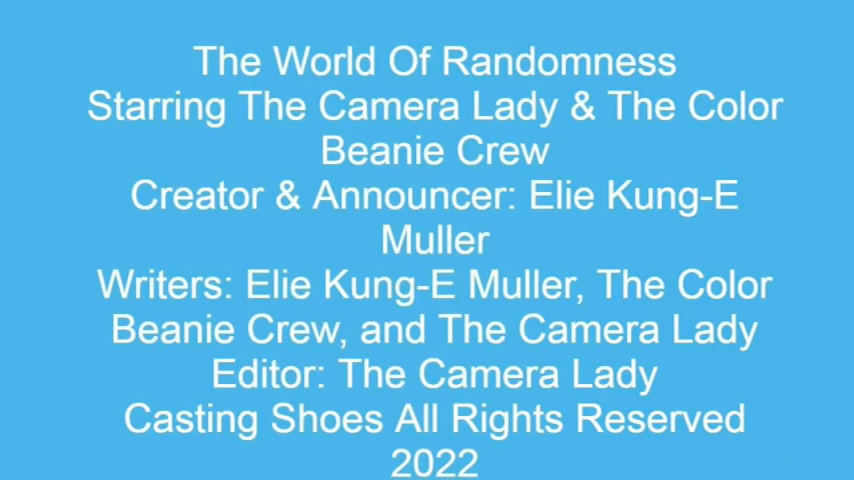 The World Of Randomness
Starring The Camera Lady & The Color
Beanie Crew
Creator & Announcer: Elie Kung-E
Muller
Writers: Elie Kung-E Muller, The Color
Beanie Crew, and The Camera Lady
Editor: The Camera Lady
Casting Shoes All Rights Reserved
2022